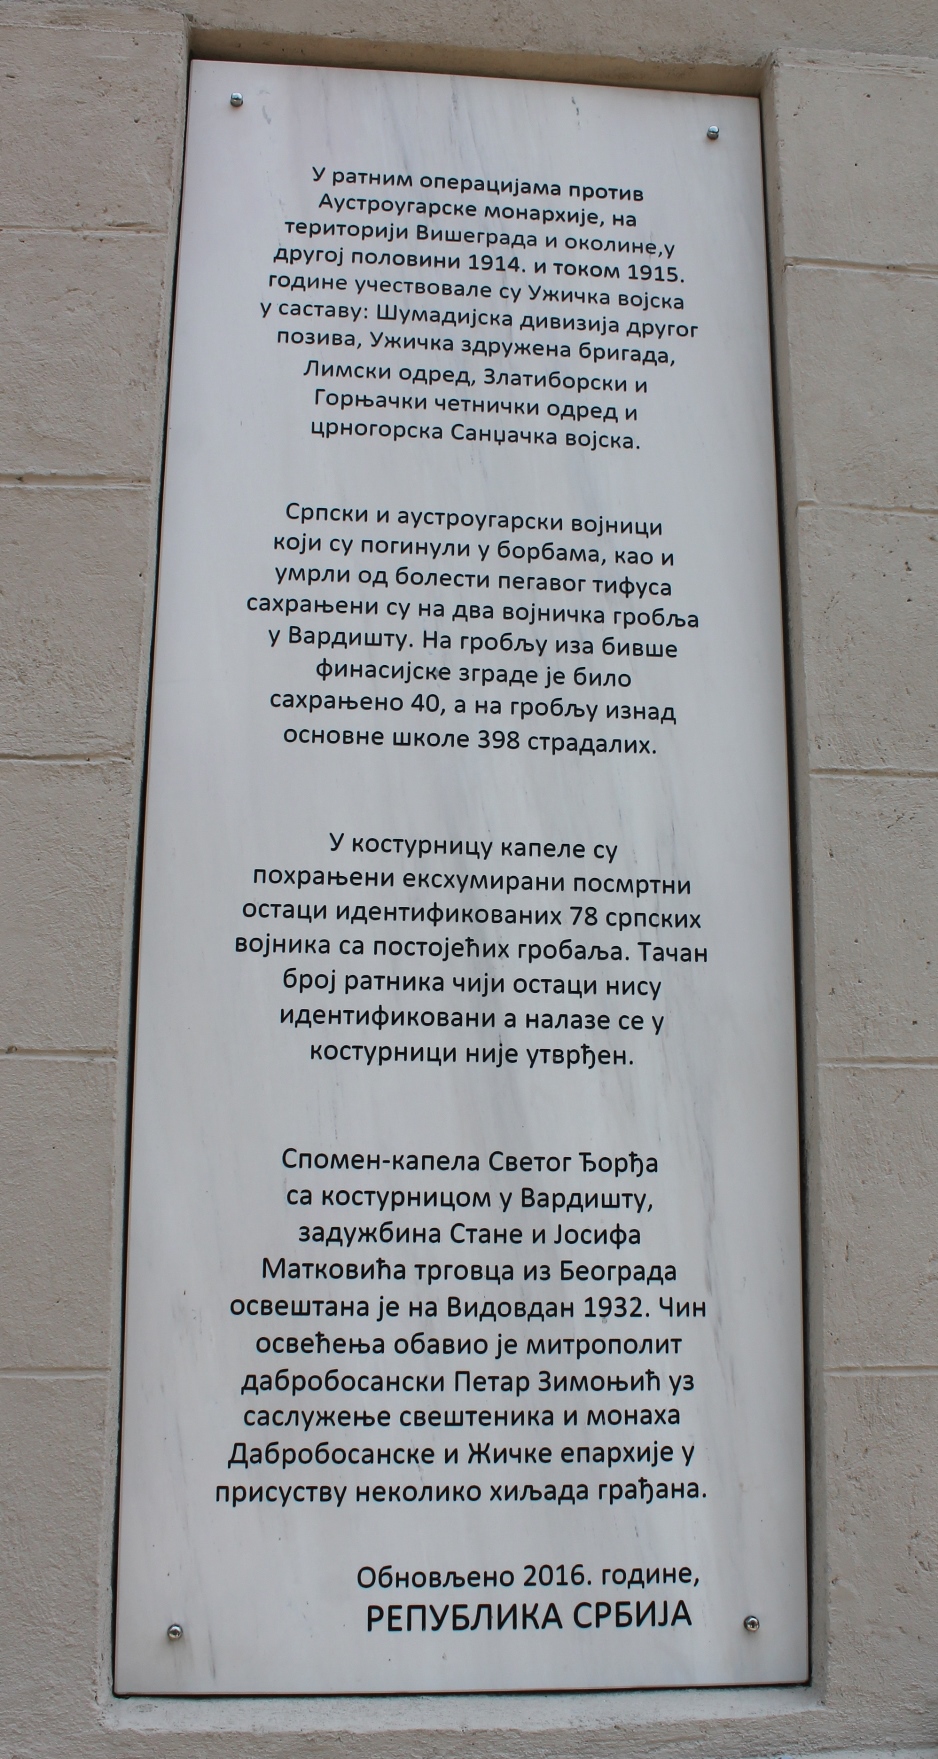 У ратним операцијама против
Аустроугарске монархије, на
територији Вишеграда и околине,у
другој половини 1914. и током 1915.
године учествовале су Ужичка војска
у саставу: Шумадијска дивизија другог
позива, Ужичка здружена бригада,
Лимски одред, Златиборски и
Горњачки четнички одред и
црногорска Санџачка војска.
Српски и аустроугарски војници
који су погинули у борбама, као и
умрли од болести пегавог тифуса
сахрањени су на два војничка гробља
у Вардишту. На гробљу иза бивше
финасијске зграде је било
сахрањено 40, а на гробљу изнад
основне школе 398 страдалих.
У костурницу капеле су
похрањени ексхумирани посмртни
остаци идентификованих 78 српских
војника са постојећих гробаља. Тачан
број ратника чији остаци нису
идентификовани а налазе се у
костурници није утврђен.
Спомен-капела Светог Ђорђа
са костурницом у Вардишту,
задужбина Стане и Јосифа
Матковића трговца из Београда
освештана је на Видовдан 1932. Чин
освећења обавио је митрополит
дабробосански Петар Зимоњић уз
саслужење свештеника и монаха
Дабробосанске и Жичке епархије у
присуству неколико хиљада грађана.
Обновљено 2016. године,
РЕПУБЛИКА СРБИЈА